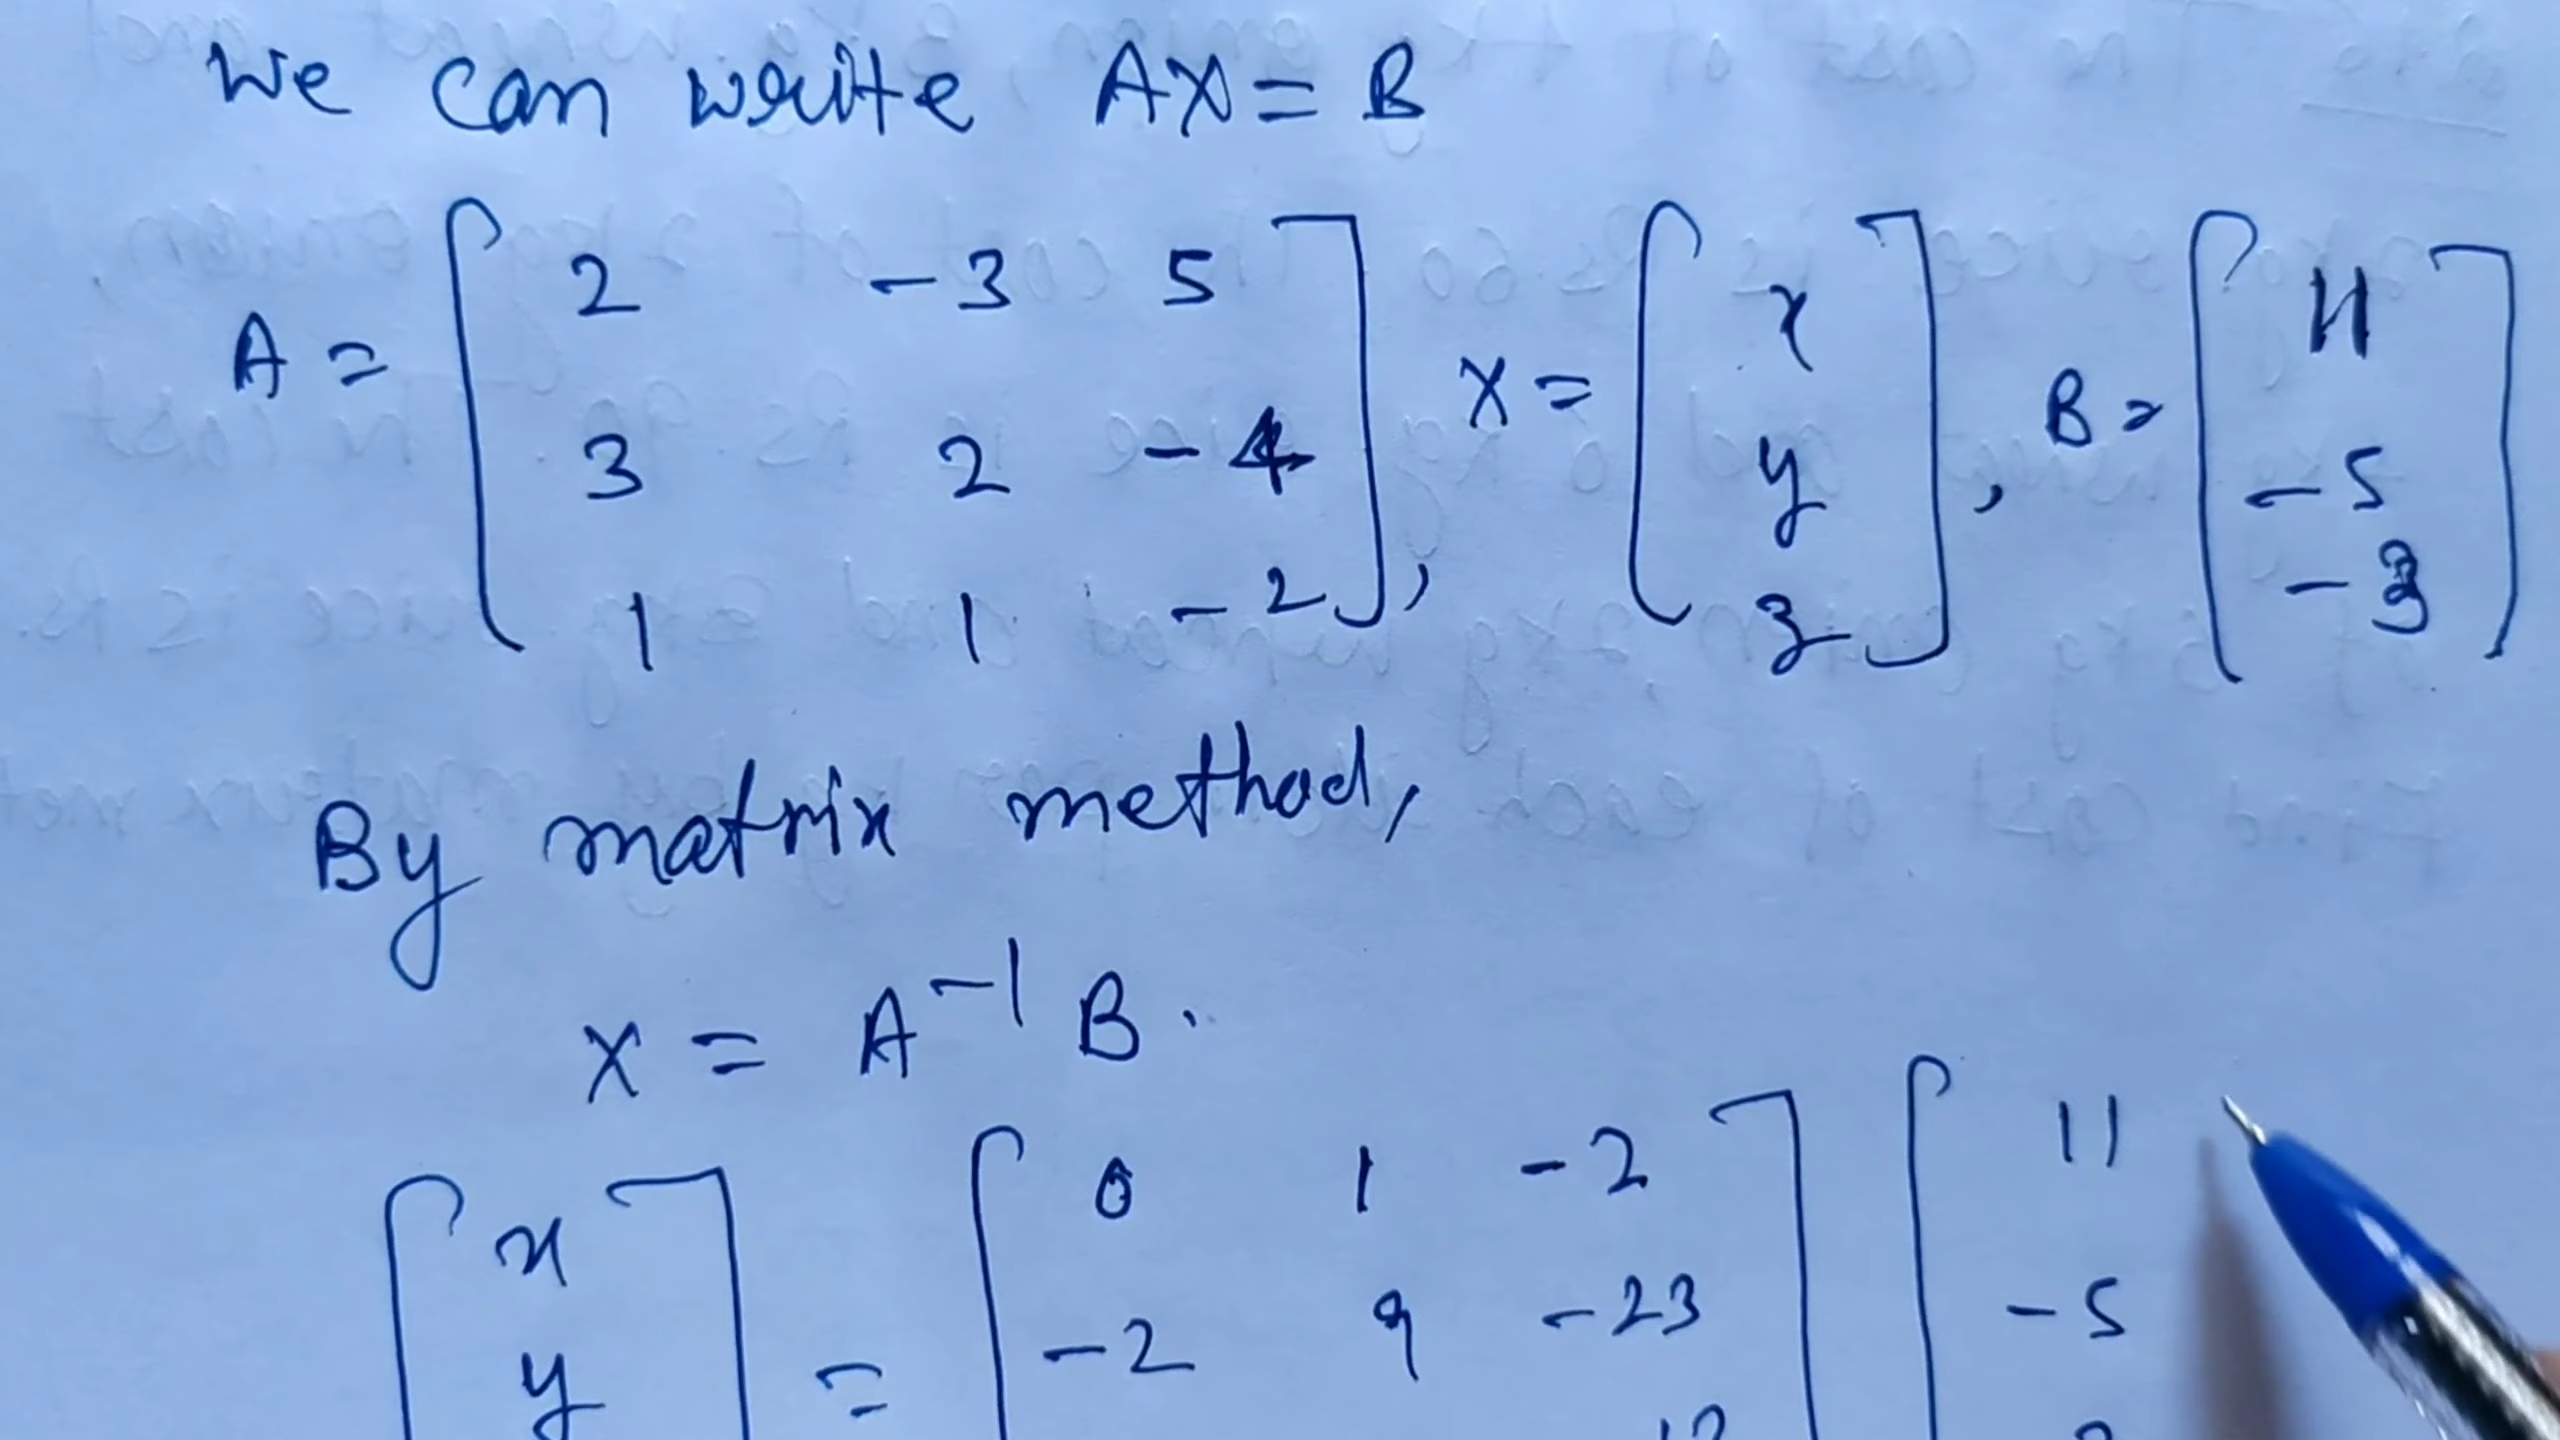 We can write AX = B
A = [ 2 -3 5 ], X = [ x ], B = [ 11 ]
3 2 -4 y -5
1 1 -2 z -3
By matrix method,
X = A⁻¹ B.
[ x ] = [ 0 1 -2 ] [ 11
y -2 9 -23 -5